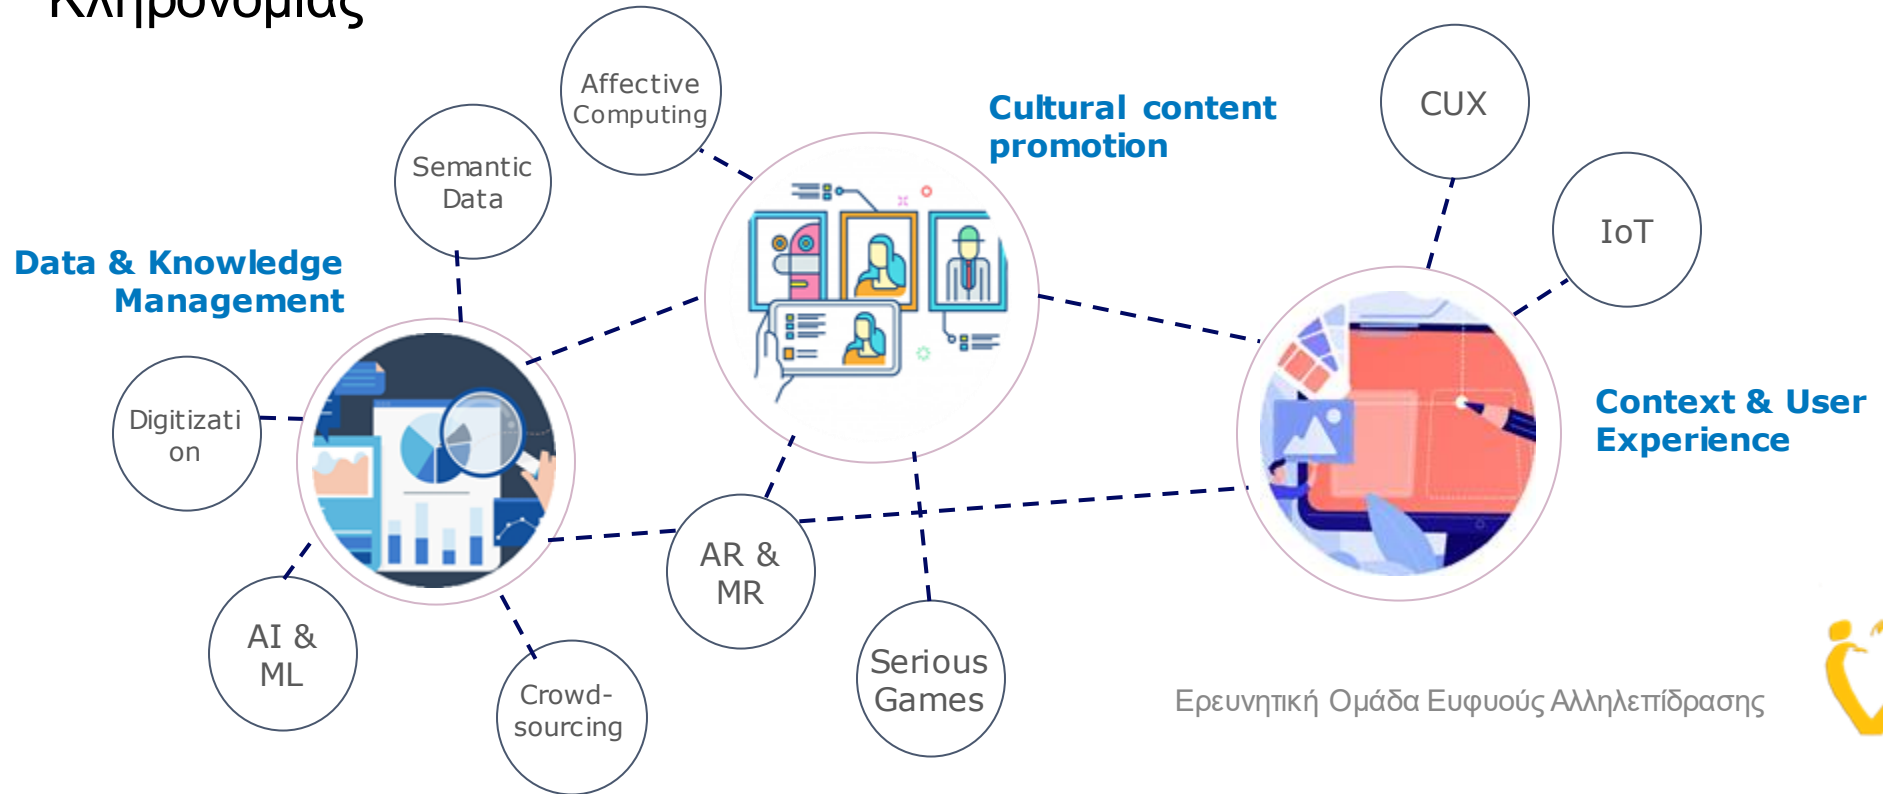 Κληρονομιάς
Affective
Computing
Cultural content
promotion
CUX
Semantic
Data
IoT
Data & Knowledge
Management
Digitizati
on
Context & User
Experience
AR &
MR
AI &
ML
Crowd-
sourcing
Serious
Games
Ερευνητική Ομάδα Ευφυούς Αλληλεπίδρασης